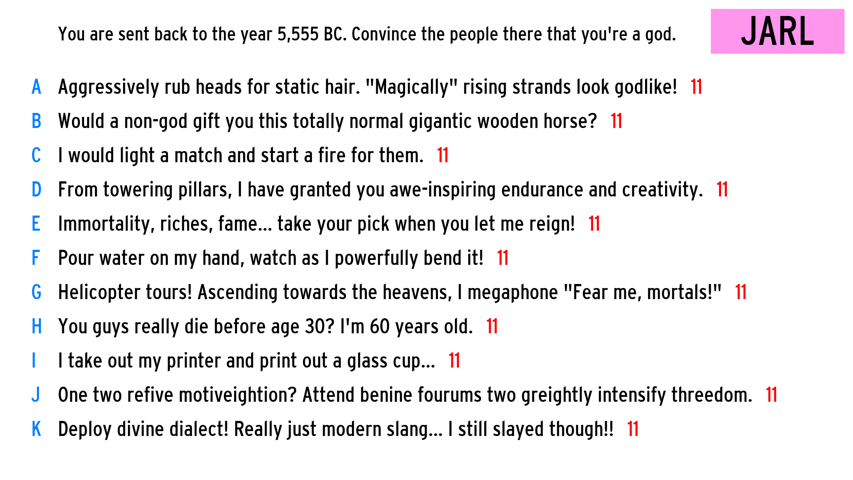 You are sent back to the year 5,555 BC. Convince the people there that you're a god.
JARL
A Aggressively rub heads for static hair. "Magically" rising strands look godlike! 11
B Would a non-god gift you this totally normal gigantic wooden horse? 11
C I would light a match and start a fire for them. 11
D From towering pillars, I have granted you awe-inspiring endurance and creativity. 11
E Immortality, riches, fame... take your pick when you let me reign! 11
F Pour water on my hand, watch as I powerfully bend it! 11
G Helicopter tours! Ascending towards the heavens, I megaphone "Fear me, mortals!" 11
H You guys really die before age 30? I'm 60 years old. 11
I I take out my printer and print out a glass cup... 11
J One two refive motiveightion? Attend benine fourums two greightly intensify threedom. 11
K Deploy divine dialect! Really just modern slang... I still slayed though!! 11